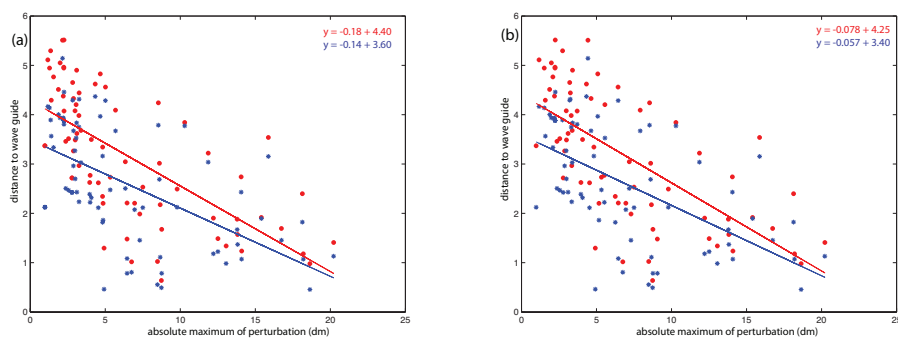 6
(a)
y = -0.18 + 4.40
y = -0.14 + 3.60
5
4
3
2
1
0
distance to wave guide
0 5 10 15 20 25
absolute maximum of perturbation (dm)
6
(b)
y = -0.078 + 4.25
y = -0.057 + 3.40
5
4
3
2
1
0
distance to wave guide
0 5 10 15 20 25
absolute maximum of perturbation (dm)